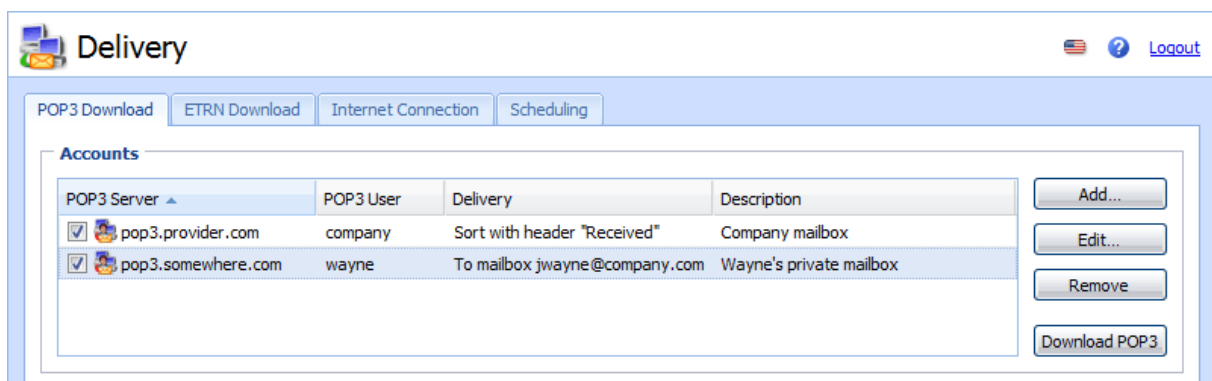 Delivery
? Logout
POP3 Download ETRN Download Internet Connection Scheduling
Accounts
POP3 Server POP3 User Delivery Description
pop3.provider.com company Sort with header "Received" Company mailbox
pop3.somewhere.com wayne To mailbox jwayne@company.com Wayne's private mailbox
Add...
Edit...
Remove
Download POP3